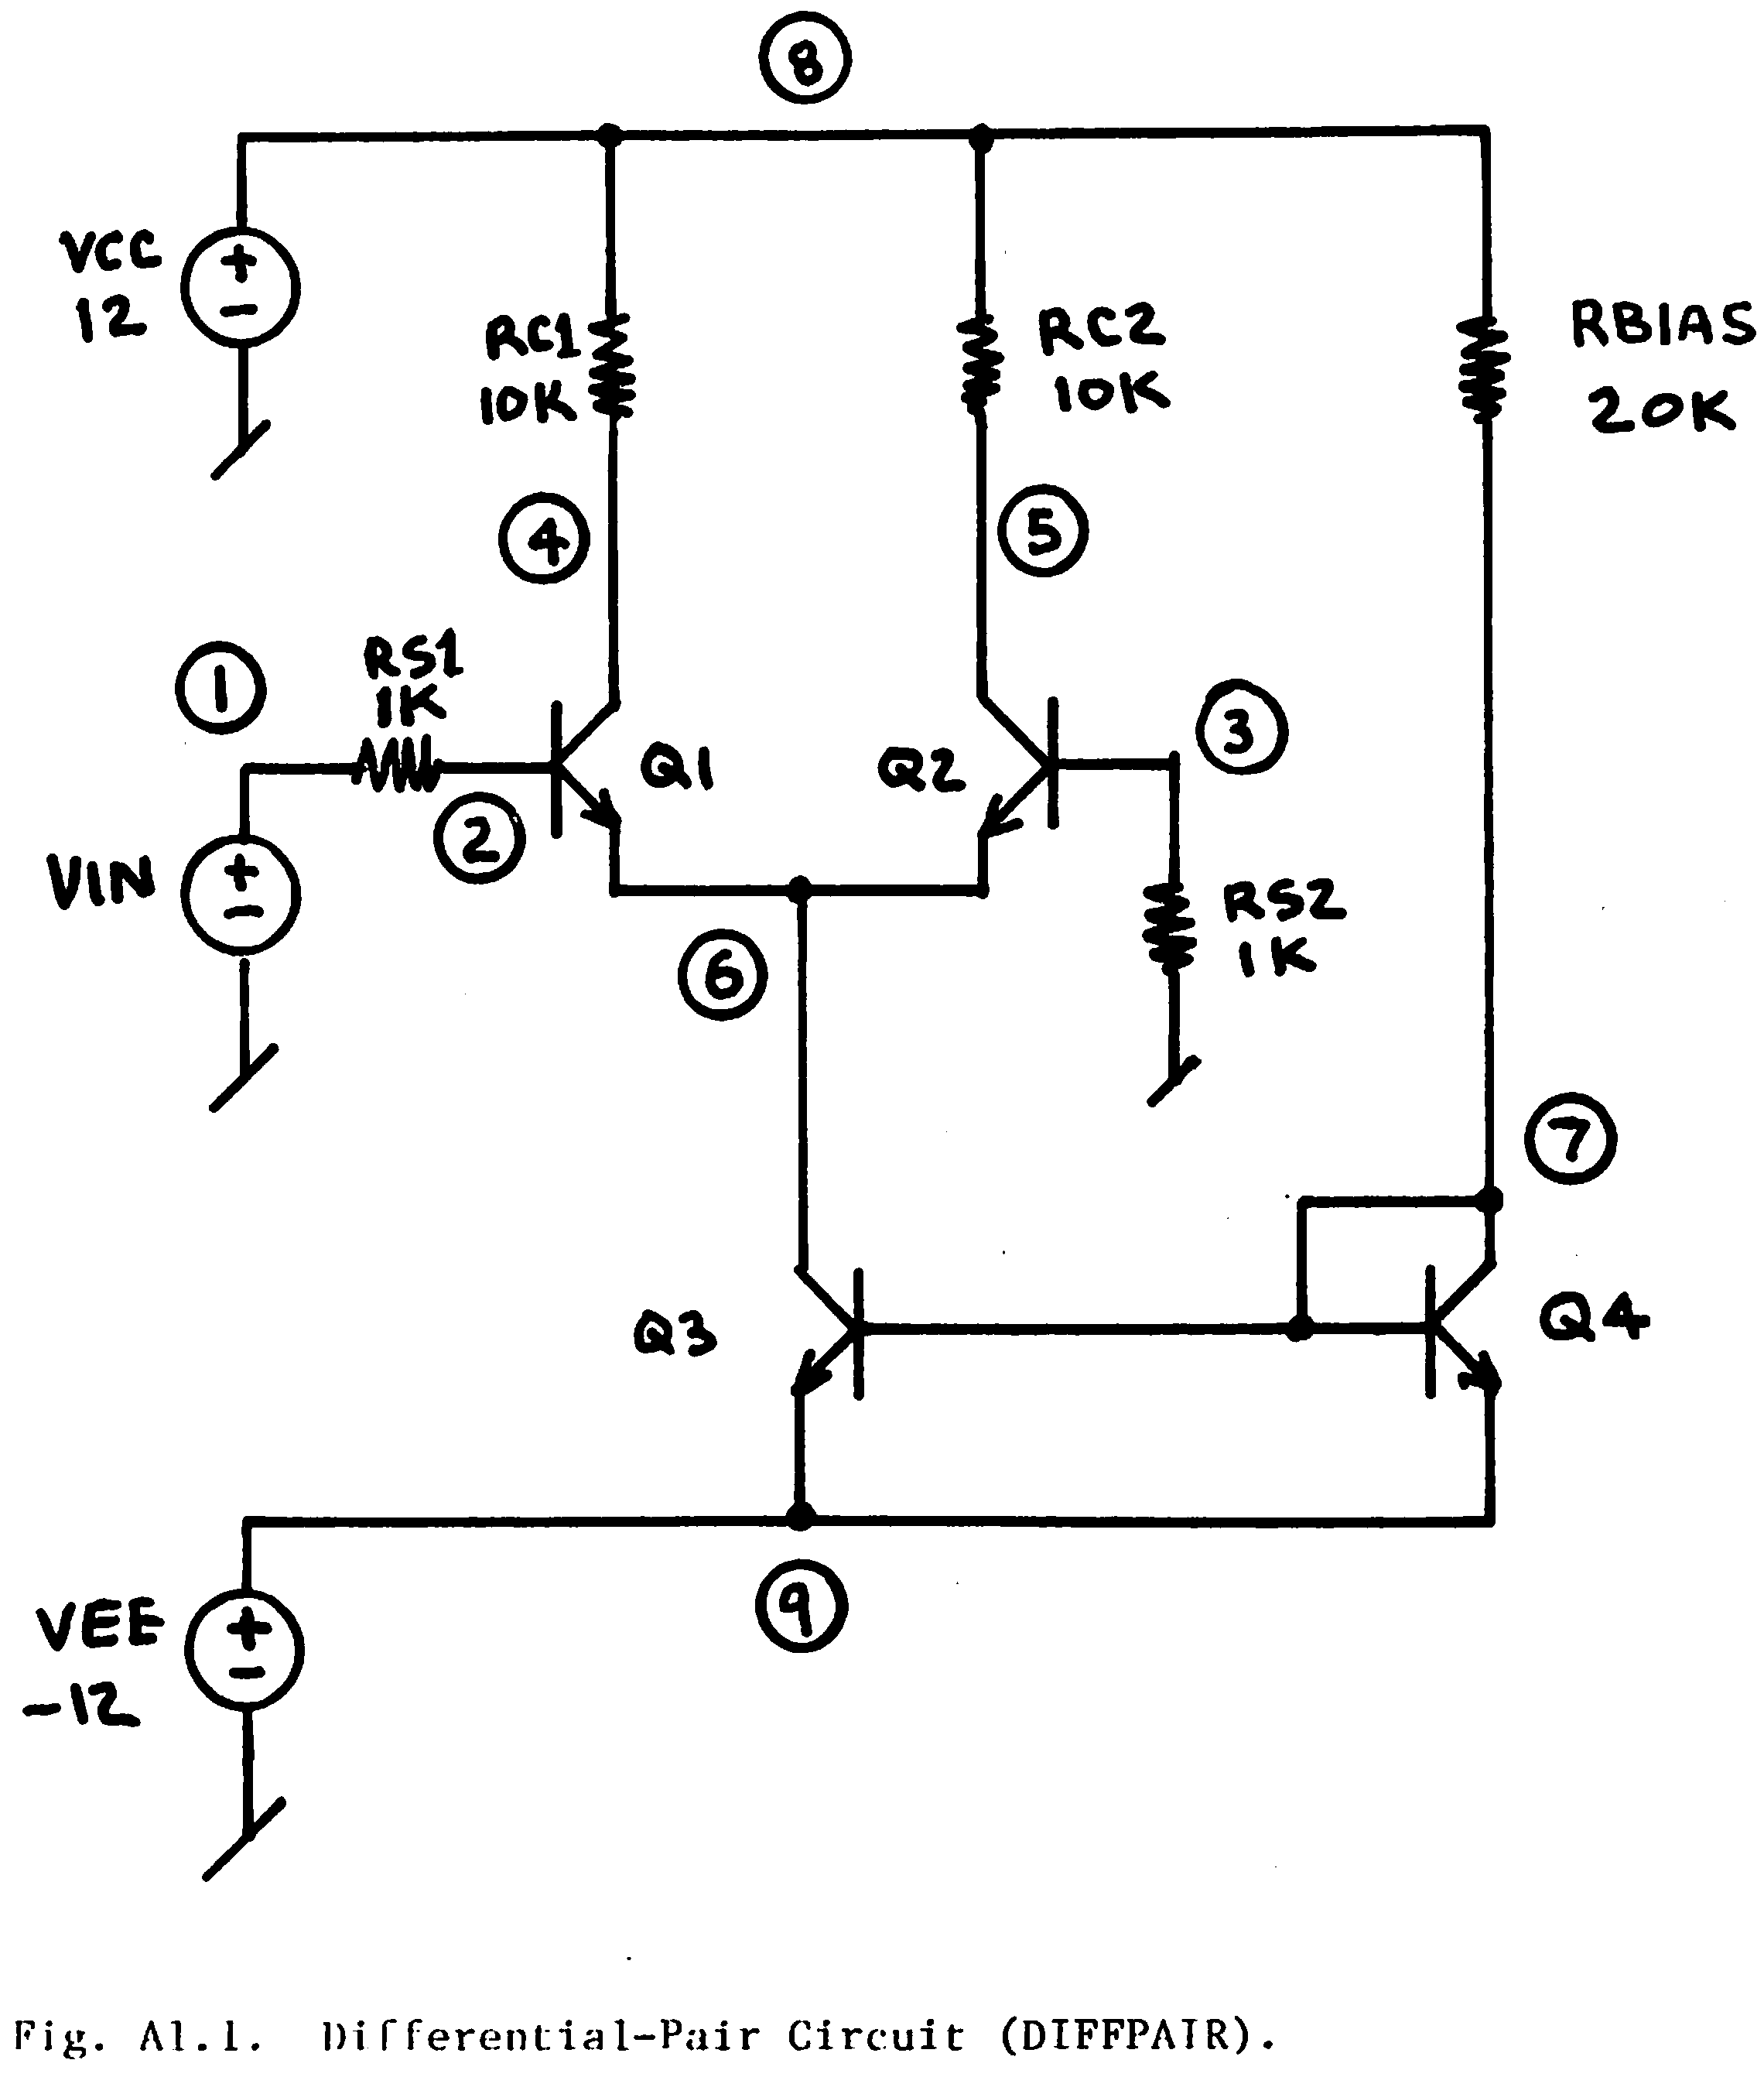 8
VCC
12
RC1
10K
RC2
10K
RBIAS
20K
4
5
1
RS1
1K
3
Q1
Q2
2
VIN
RS2
1K
6
7
Q3
Q4
9
VEE
-12
+
-
+
-
+
-
Fig. A1.1. Differential-Pair Circuit (DIFFPAIR).